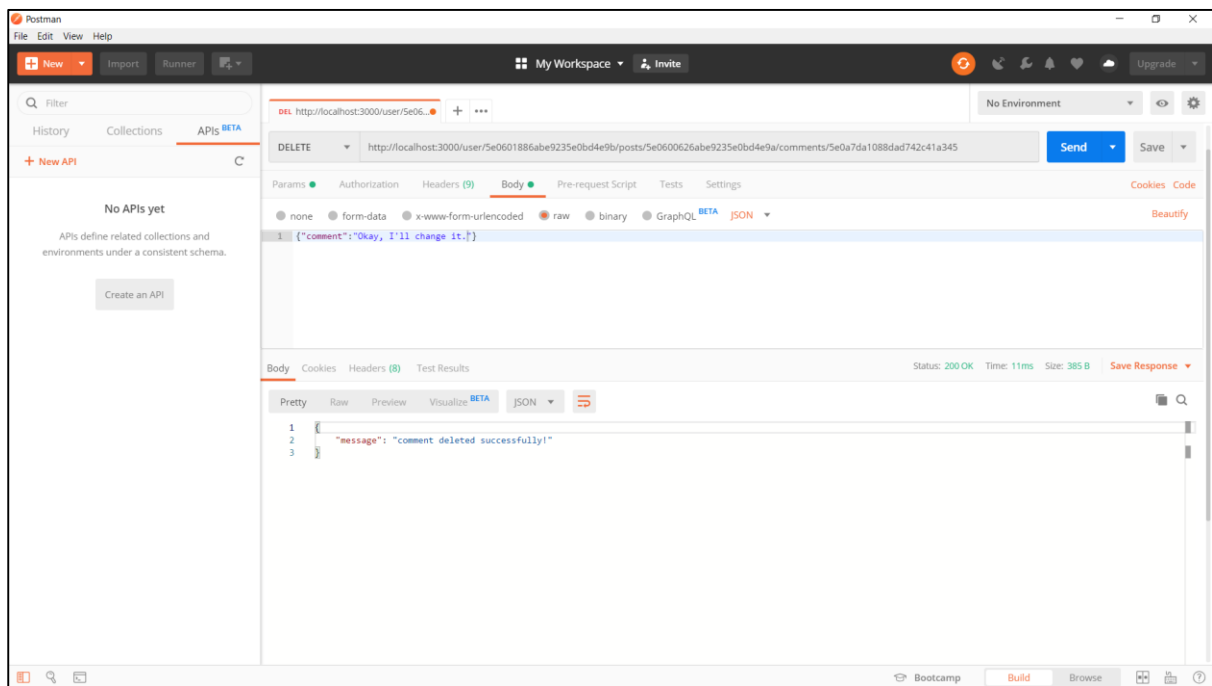 Postman
File Edit View Help
New Import Runner My Workspace Invite Upgrade
Filter
History Collections APIs BETA
+ New API
No APIs yet
APIs define related collections and
environments under a consistent schema.
Create an API
DEL http://localhost:3000/user/5e06... + ••• No Environment
DELETE http://localhost:3000/user/5e0601886abe9235e0bd4e9b/posts/5e0600626abe9235e0bd4e9a/comments/5e0a7da1088dad742c41a345 Send Save
Params Authorization Headers (9) Body Pre-request Script Tests Settings Cookies Code
none form-data x-www-form-urlencoded raw binary GraphQL BETA JSON Beautify
1 {"comment":"Okay, I'll change it."}
Body Cookies Headers (8) Test Results Status: 200 OK Time: 11ms Size: 385 B Save Response
Pretty Raw Preview Visualize BETA JSON
1 {
2 "message": "comment deleted successfully!"
3 }
Bootcamp Build Browse